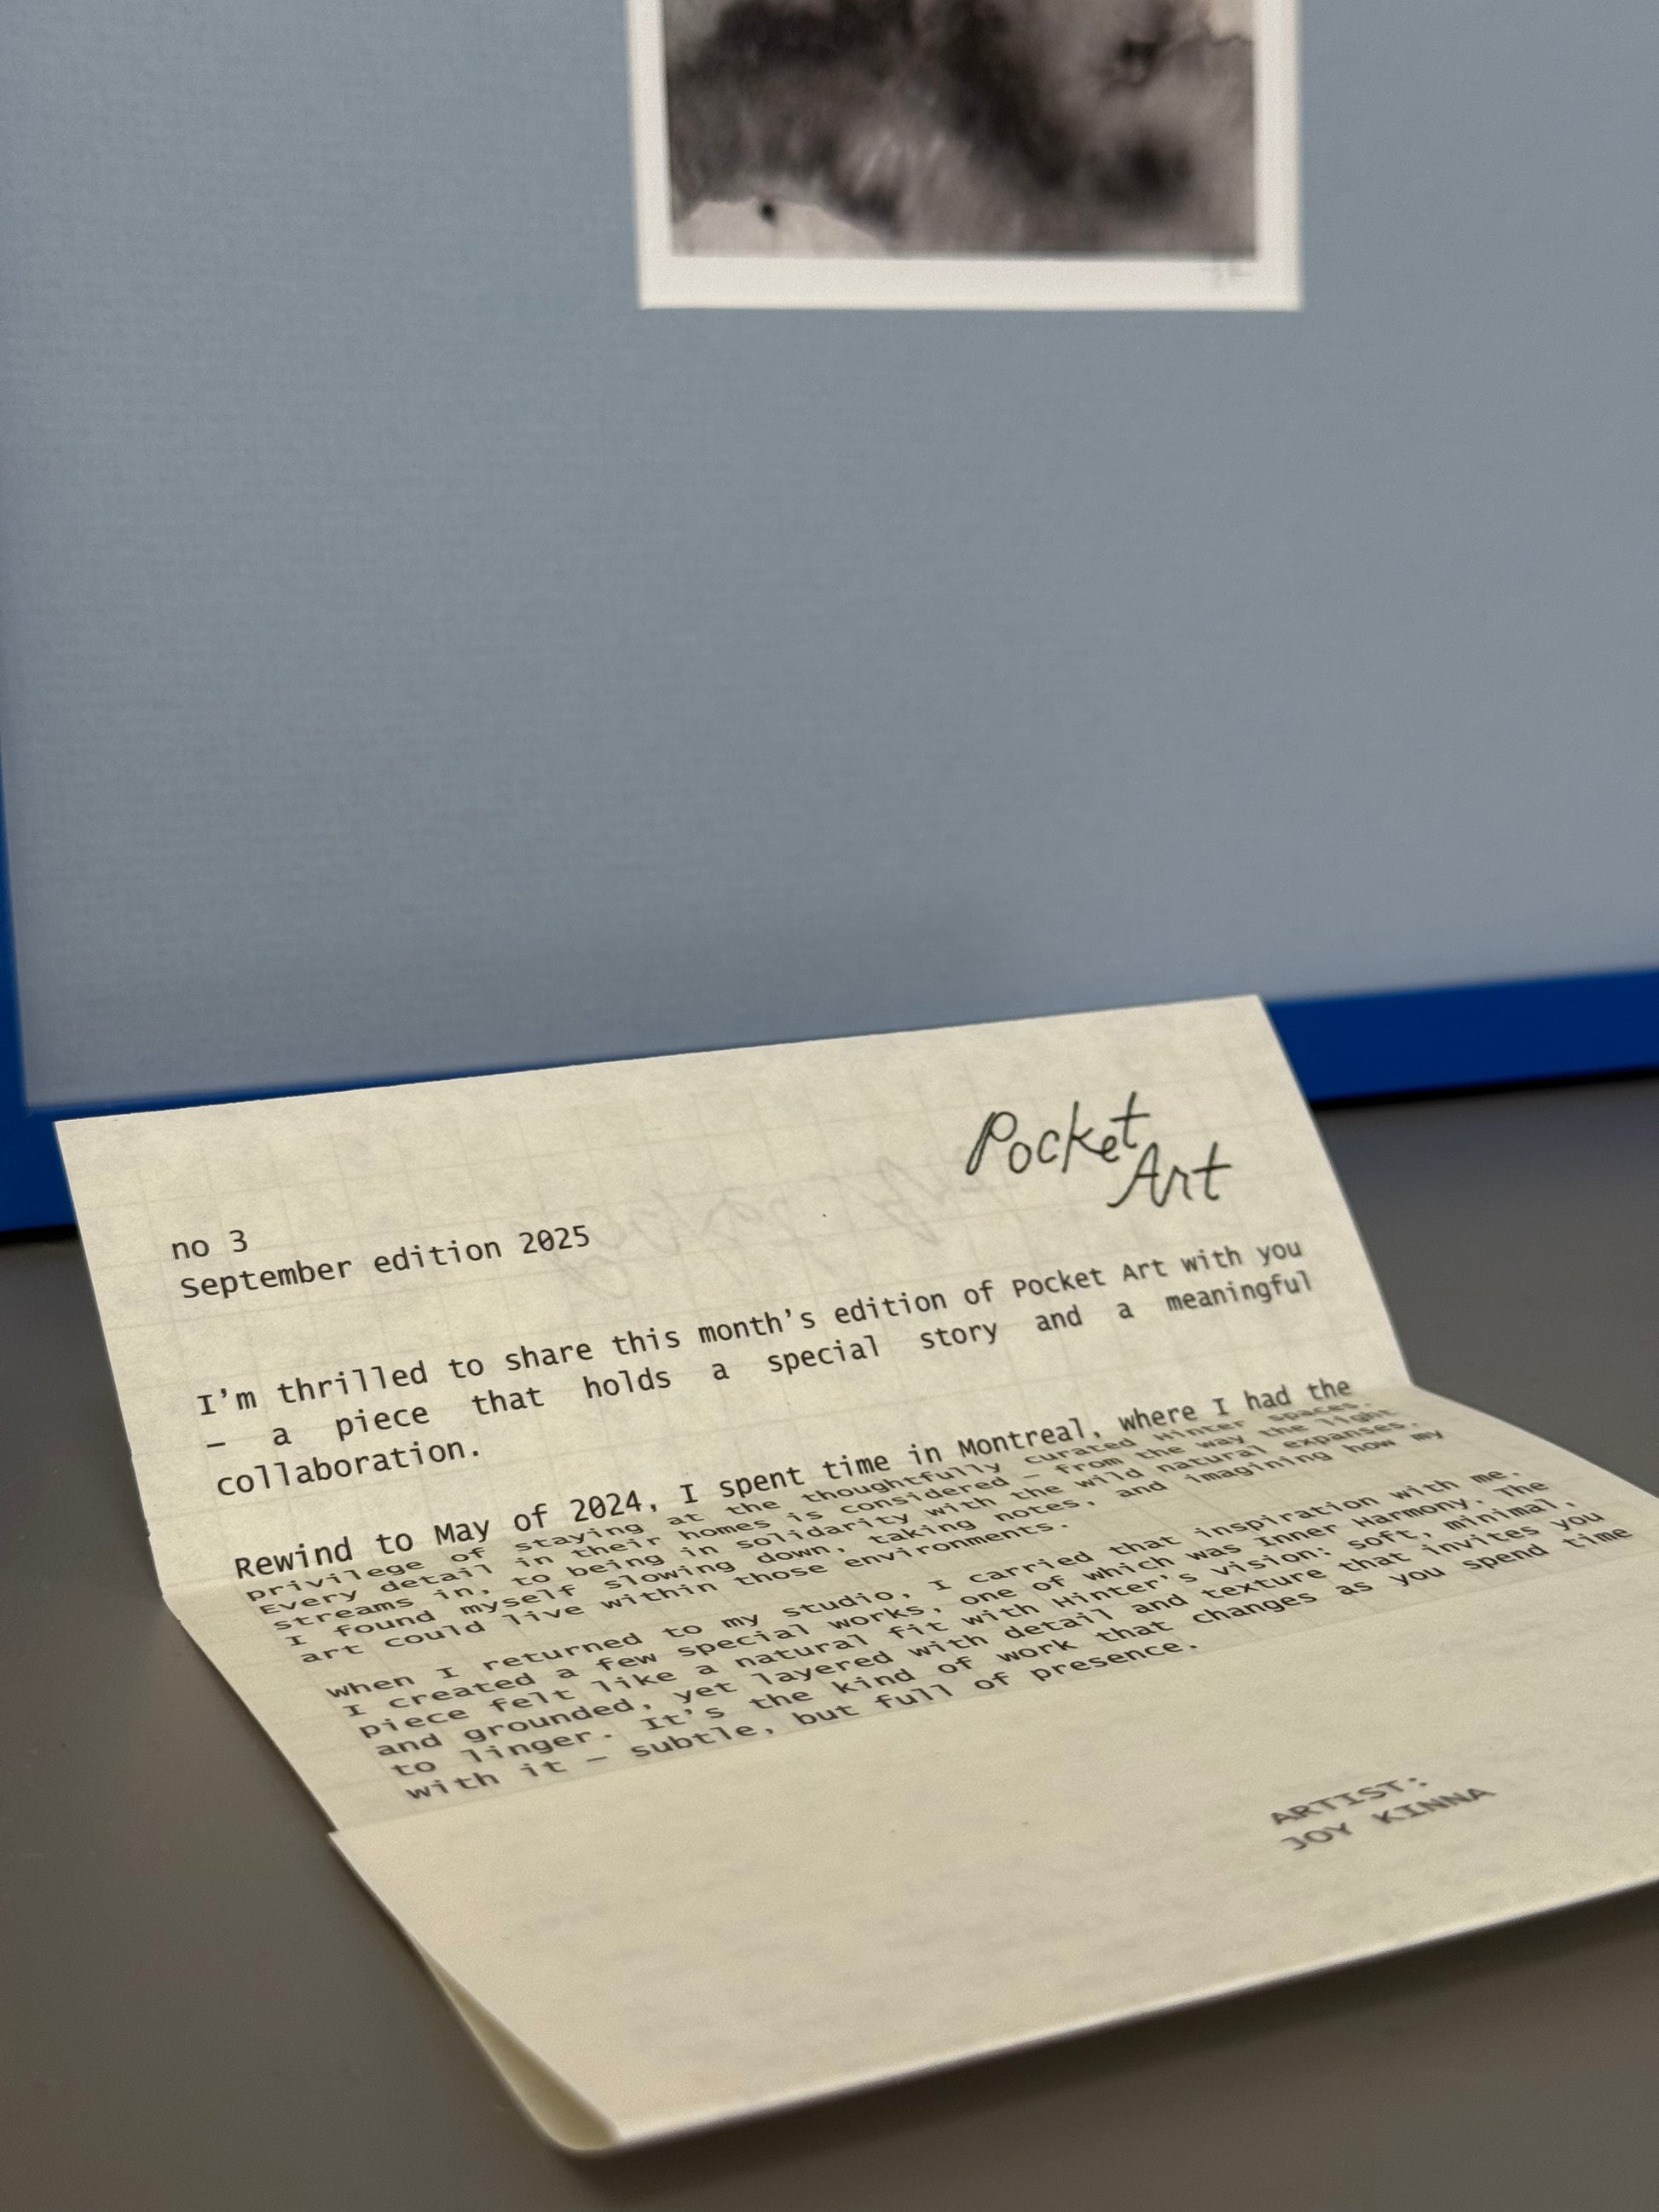 Pocket
Art
no 3
September edition 2025
I'm thrilled to share this month's edition of Pocket Art with you
– a piece that holds a special story and a meaningful
collaboration.
Rewind to May of 2024, I spent time in Montreal, where I had the
privilege of staying at the thoughtfully curated Hinter spaces.
Every detail in their homes is considered – from the way the light
streams in, to being in solidarity with the wild natural expanses.
I found myself slowing down, taking notes, and imagining how my
art could live within those environments.
When I returned to my studio, I carried that inspiration with me.
I created a few special works, one of which was Inner Harmony. The
piece felt like a natural fit with Hinter's vision: soft, minimal,
and grounded, yet layered with detail and texture that invites you
to linger. It's the kind of work that changes as you spend time
with it – subtle, but full of presence.
ARTIST:
JOY KINNA